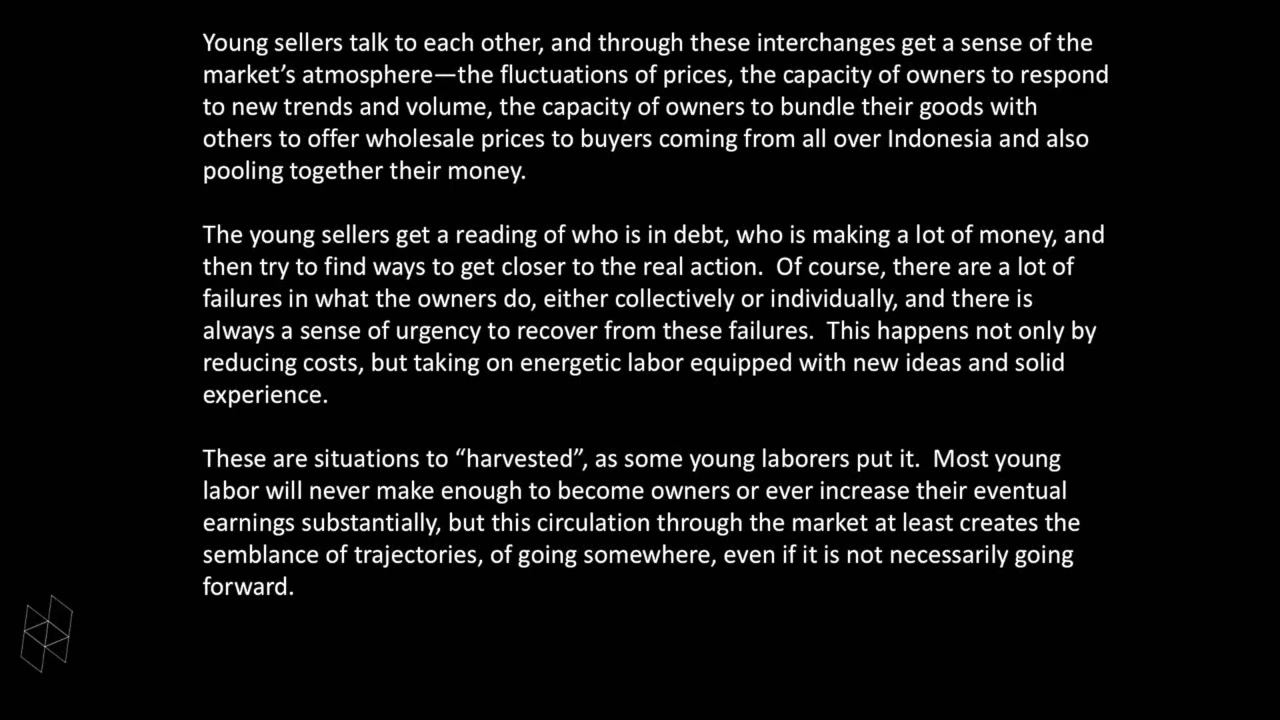 Young sellers talk to each other, and through these interchanges get a sense of the
market’s atmosphere—the fluctuations of prices, the capacity of owners to respond
to new trends and volume, the capacity of owners to bundle their goods with
others to offer wholesale prices to buyers coming from all over Indonesia and also
pooling together their money.
The young sellers get a reading of who is in debt, who is making a lot of money, and
then try to find ways to get closer to the real action.  Of course, there are a lot of
failures in what the owners do, either collectively or individually, and there is
always a sense of urgency to recover from these failures.  This happens not only by
reducing costs, but taking on energetic labor equipped with new ideas and solid
experience.
These are situations to “harvested”, as some young laborers put it.  Most young
labor will never make enough to become owners or ever increase their eventual
earnings substantially, but this circulation through the market at least creates the
semblance of trajectories, of going somewhere, even if it is not necessarily going
forward.